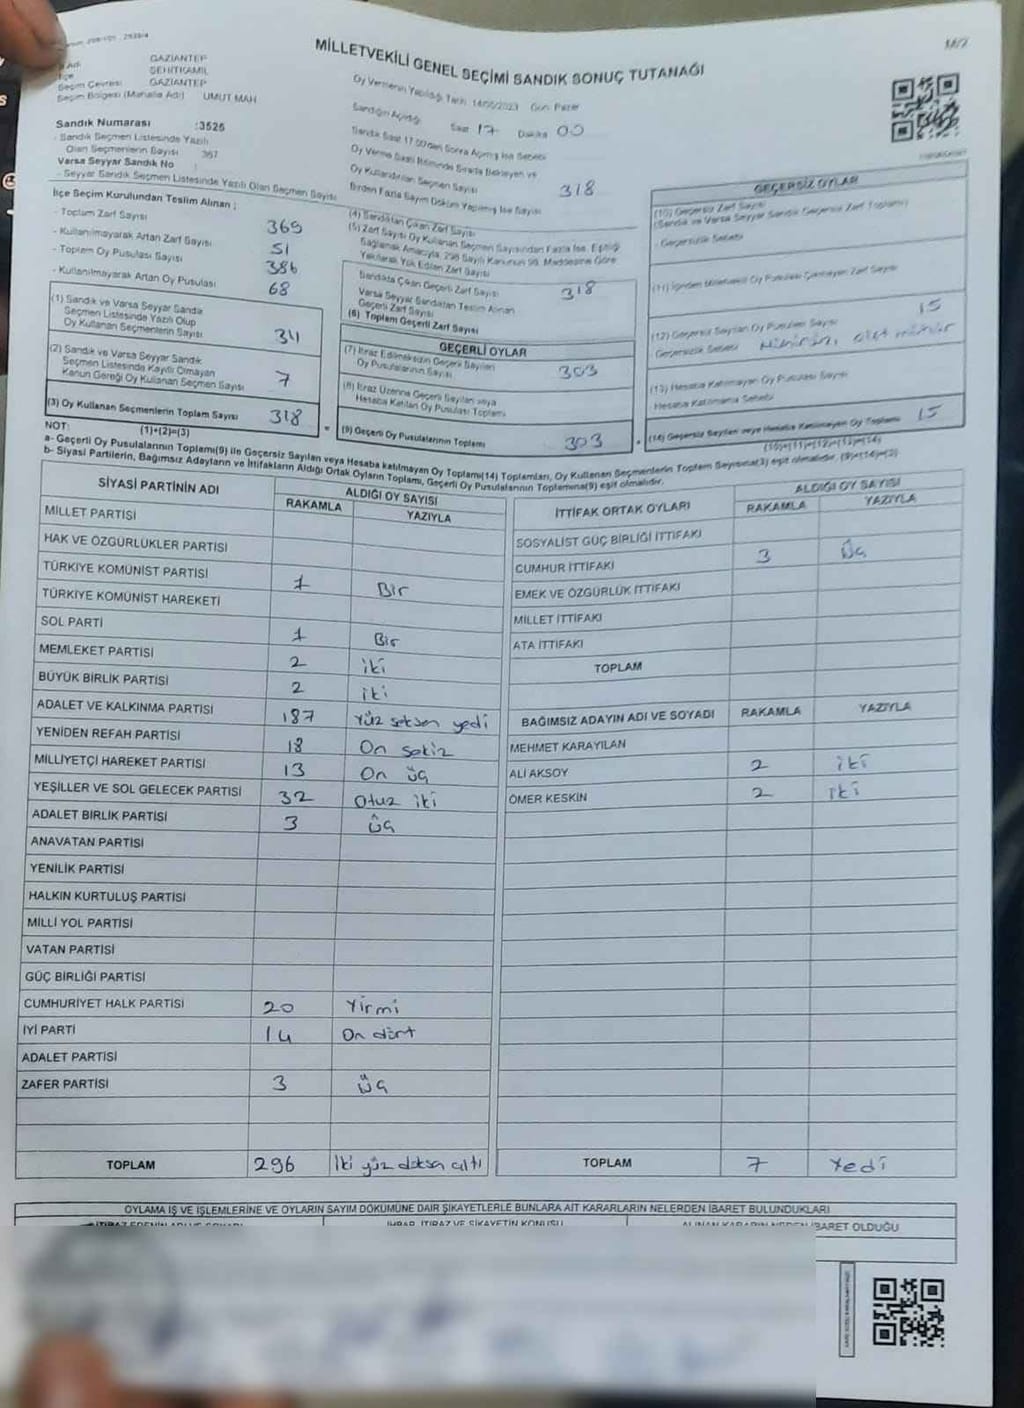 MİLLETVEKİLİ GENEL SEÇİMİ SANDIK SONUÇ TUTANAĞI
İlçe
Seçim Çevresi
Seçim Bölgesi (Mahalle Adı)
GAZİANTEP
ŞEHİTKAMİL
GAZİANTEP
UMUT MAH
Sandık Numarası :3525
- Sandık Seçmen Listesinde Yazılı
Olan Seçmenlerin Sayısı 367
Varsa Seyyar Sandık No :
- Seyyar Sandık Seçmen Listesinde Yazılı Olan Seçmen Sayısı
Oy Vermenin Yapıldığı Tarih: 14/05/2023 Gün: Pazar
Sandığın Açıldığı Saat 17 Dakika 00
Sandık Saat 17.00'den Sonra Açılmış İse Sebebi
Oy Verme Saati Bitiminde Sırada Bekleyen ve
Oy Kullandırılan Seçmen Sayısı
Birden Fazla Sayım Döküm Yapılmış İse Sayısı
İlçe Seçim Kurulundan Teslim Alınan ;
- Toplam Zarf Sayısı 369
- Kullanılmayarak Artan Zarf Sayısı 51
- Toplam Oy Pusulası Sayısı 386
- Kullanılmayarak Artan Oy Pusulası 68
(1) Sandık ve Varsa Seyyar Sandık
Seçmen Listesinde Yazılı Olup
Oy Kullanan Seçmenlerin Sayısı 311
(2) Sandık ve Varsa Seyyar Sandık
Seçmen Listesinde Kayıtlı Olmayan
Kanun Gereği Oy Kullanan Seçmen Sayısı 7
(3) Oy Kullanan Seçmenlerin Toplam Sayısı 318
(1)+(2)=(3)
(4) Sandıktan Çıkan Zarf Sayısı 318
(5) Zarf Sayısı Oy Kullanan Seçmen Sayısından Fazla İse, Eşitliği
Sağlamak Amacıyla, 298 Sayılı Kanunun 98. Maddesine Göre
Yakılarak Yok Edilen Zarf Sayısı
Sandıkta Çıkan Geçerli Zarf Sayısı 318
Varsa Seyyar Sandıktan Teslim Alınan
Geçerli Zarf Sayısı
(6) Toplam Geçerli Zarf Sayısı
GEÇERLİ OYLAR
(7) İtiraz Edilmeksizin Geçerli Sayılan
Oy Pusulalarının Sayısı 303
(8) İtiraz Üzerine Geçerli Sayılan veya
Hesaba Katılan Oy Pusulası Toplamı
(9) Geçerli Oy Pusulalarının Toplamı 303
GEÇERSİZ OYLAR
(10) Geçersiz Zarf Sayısı
(Sandık ve Varsa Seyyar Sandık Geçersiz Zarf Toplamı)
Geçersizlik Sebebi
(11) İçinden Milletvekili Oy Pusulası Çıkmayan Zarf Sayısı
(12) Geçersiz Sayılan Oy Pusulası Sayısı 15
Geçersizlik Sebebi
(13) Hesaba Katılmayan Oy Pusulası Sayısı
Hesaba Katılmama Sebebi
(14) Geçersiz Sayılan veya Hesaba Katılmayan Oy Toplamı 15
(10)+(11)+(12)+(13)=(14)
NOT:
a- Geçerli Oy Pusulalarının Toplamı(9) ile Geçersiz Sayılan veya Hesaba katılmayan Oy Toplamı(14) Toplamları, Oy Kullanan Seçmenlerin Toplam Sayısına(3) eşit olmalıdır. (9)+(14)=(3)
b- Siyasi Partilerin, Bağımsız Adayların ve İttifakların Aldığı Ortak Oyların Toplamı, Geçerli Oy Pusulalarının Toplamına(9) eşit olmalıdır.
SİYASİ PARTİNİN ADI ALDIĞI OY SAYISI
RAKAMLA YAZIYLA
MİLLET PARTİSİ
HAK VE ÖZGÜRLÜKLER PARTİSİ
TÜRKİYE KOMÜNİST PARTİSİ 1 Bir
TÜRKİYE KOMÜNİST HAREKETİ
SOL PARTİ 1 Bir
MEMLEKET PARTİSİ 2 iki
BÜYÜK BİRLİK PARTİSİ 2 iki
ADALET VE KALKINMA PARTİSİ 187 Yüz seksen yedi
YENİDEN REFAH PARTİSİ 18 On sekiz
MİLLİYETÇİ HAREKET PARTİSİ 13 On üç
YEŞİLLER VE SOL GELECEK PARTİSİ 32 Otuz iki
ADALET BİRLİK PARTİSİ 3 üç
ANAVATAN PARTİSİ
YENİLİK PARTİSİ
HALKIN KURTULUŞ PARTİSİ
MİLLİ YOL PARTİSİ
VATAN PARTİSİ
GÜÇ BİRLİĞİ PARTİSİ
CUMHURİYET HALK PARTİSİ 20 Yirmi
İYİ PARTİ 14 On dört
ADALET PARTİSİ
ZAFER PARTİSİ 3 üç
TOPLAM 296 İki yüz doksan altı
İTTİFAK ORTAK OYLARI ALDIĞI OY SAYISI
RAKAMLA YAZIYLA
SOSYALİST GÜÇ BİRLİĞİ İTTİFAKI
CUMHUR İTTİFAKI 3 Üç
EMEK VE ÖZGÜRLÜK İTTİFAKI
MİLLET İTTİFAKI
ATA İTTİFAKI
TOPLAM
BAĞIMSIZ ADAYIN ADI VE SOYADI RAKAMLA YAZIYLA
MEHMET KARAYILAN
ALİ AKSOY 2 iki
ÖMER KESKİN 2 iki
TOPLAM 7 Yedi
OYLAMA İŞ VE İŞLEMLERİNE VE OYLARIN SAYIM DÖKÜMÜNE DAİR ŞİKAYETLERLE BUNLARA AİT KARARLARIN NELERDEN İBARET BULUNDUKLARI
İHBAR, İTİRAZ VE ŞİKAYETİN KONUSU
ALINAN KARARIN NEDEN İBARET OLDUĞU